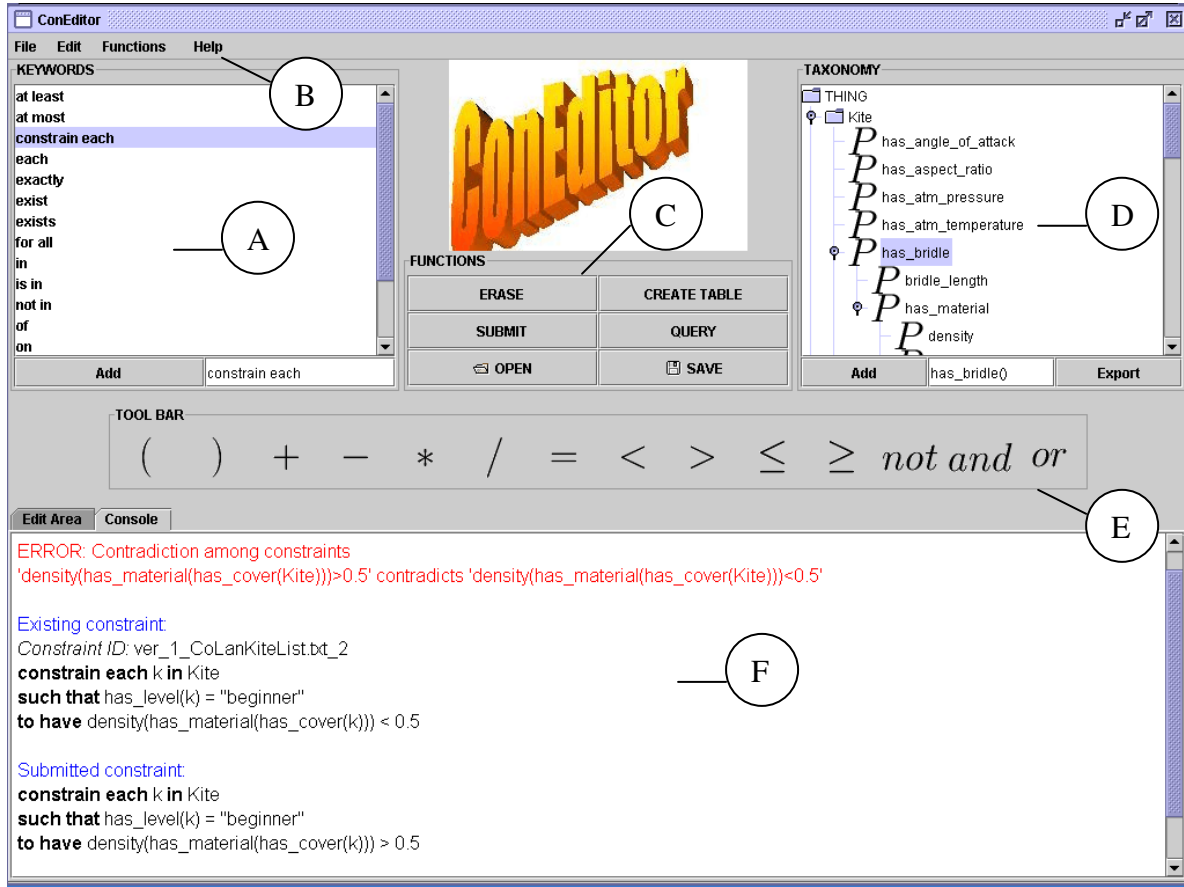 ConEditor
File Edit Functions Help
KEYWORDS
at least
at most
constrain each
each
exactly
exist
exists
for all
in
is in
not in
of
on
Add constrain each
A
B
ConEditor
C
FUNCTIONS
ERASE CREATE TABLE
SUBMIT QUERY
OPEN SAVE
TAXONOMY
THING
Kite
P has_angle_of_attack
P has_aspect_ratio
P has_atm_pressure
P has_atm_temperature
P has_bridle
P bridle_length
P has_material
P density
D
Add has_bridle() Export
TOOL BAR
( ) + − * / = < > ≤ ≥ not and or
E
Edit Area Console
ERROR: Contradiction among constraints
'density(has_material(has_cover(Kite)))>0.5' contradicts 'density(has_material(has_cover(Kite)))<0.5'
Existing constraint:
Constraint ID: ver_1_CoLanKiteList.txt_2
constrain each k in Kite
such that has_level(k) = "beginner"
to have density(has_material(has_cover(k))) < 0.5
F
Submitted constraint:
constrain each k in Kite
such that has_level(k) = "beginner"
to have density(has_material(has_cover(k))) > 0.5